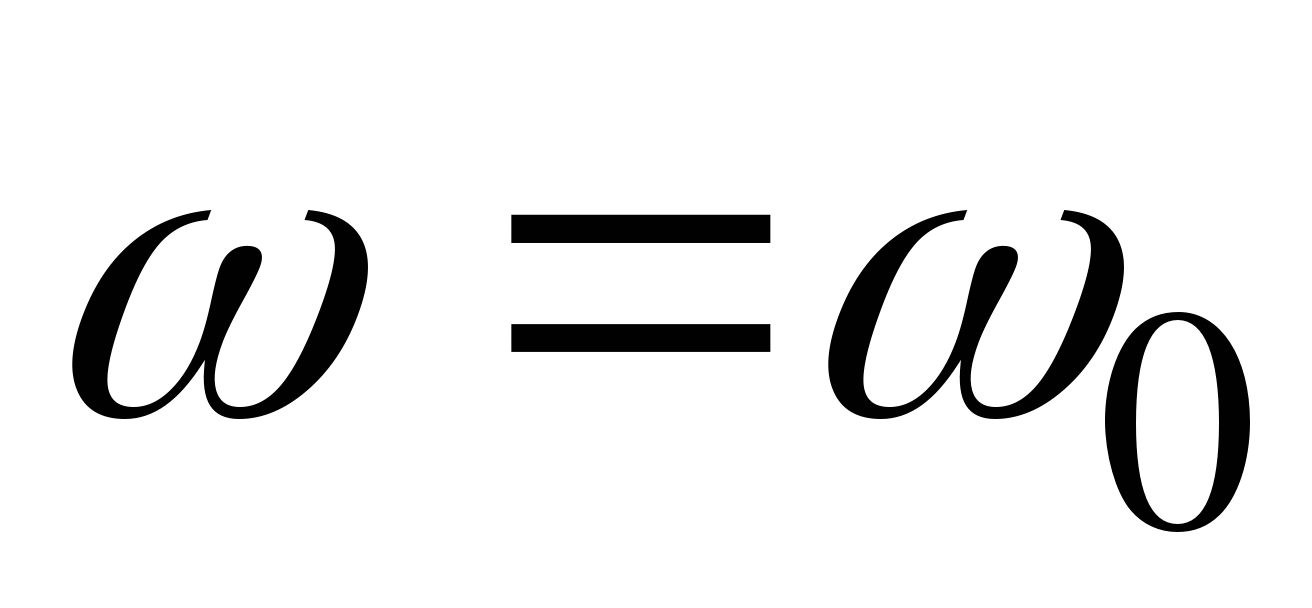 ω = ω₀